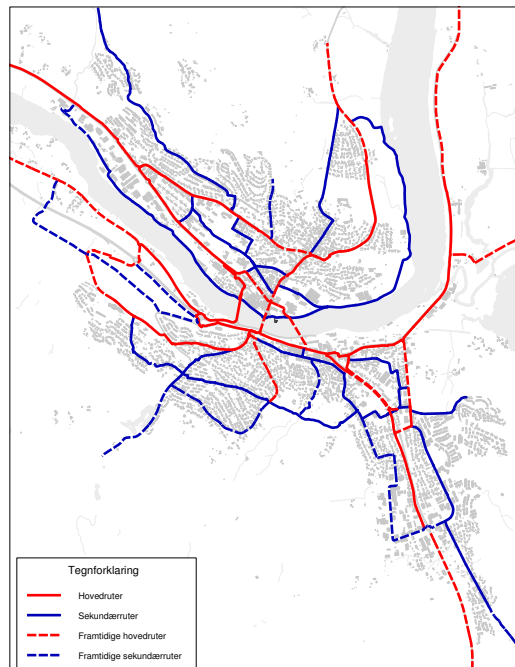 Tegnforklaring
Hovedruter
Sekundærruter
Framtidige hovedruter
Framtidige sekundærruter